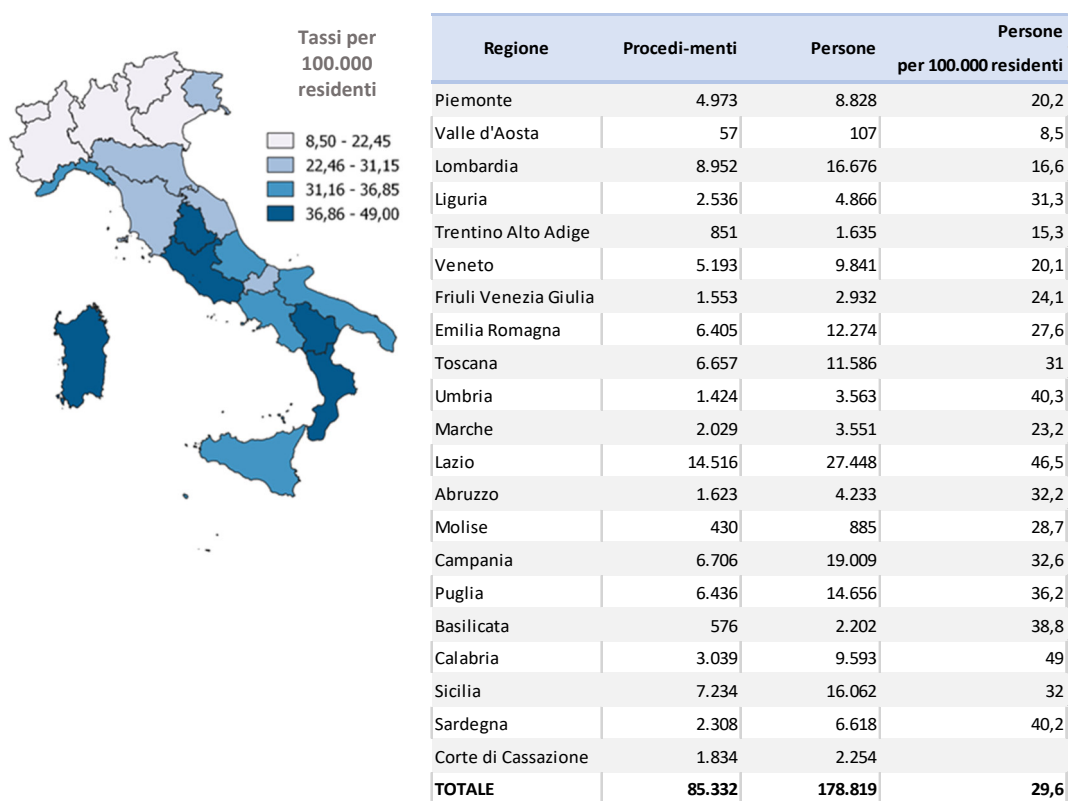 Tassi per
100.000
residenti
8,50 - 22,45
22,46 - 31,15
31,16 - 36,85
36,86 - 49,00
Regione Procedi-menti Persone Persone per 100.000 residenti
Piemonte 4.973 8.828 20,2
Valle d'Aosta 57 107 8,5
Lombardia 8.952 16.676 16,6
Liguria 2.536 4.866 31,3
Trentino Alto Adige 851 1.635 15,3
Veneto 5.193 9.841 20,1
Friuli Venezia Giulia 1.553 2.932 24,1
Emilia Romagna 6.405 12.274 27,6
Toscana 6.657 11.586 31
Umbria 1.424 3.563 40,3
Marche 2.029 3.551 23,2
Lazio 14.516 27.448 46,5
Abruzzo 1.623 4.233 32,2
Molise 430 885 28,7
Campania 6.706 19.009 32,6
Puglia 6.436 14.656 36,2
Basilicata 576 2.202 38,8
Calabria 3.039 9.593 49
Sicilia 7.234 16.062 32
Sardegna 2.308 6.618 40,2
Corte di Cassazione 1.834 2.254
TOTALE 85.332 178.819 29,6